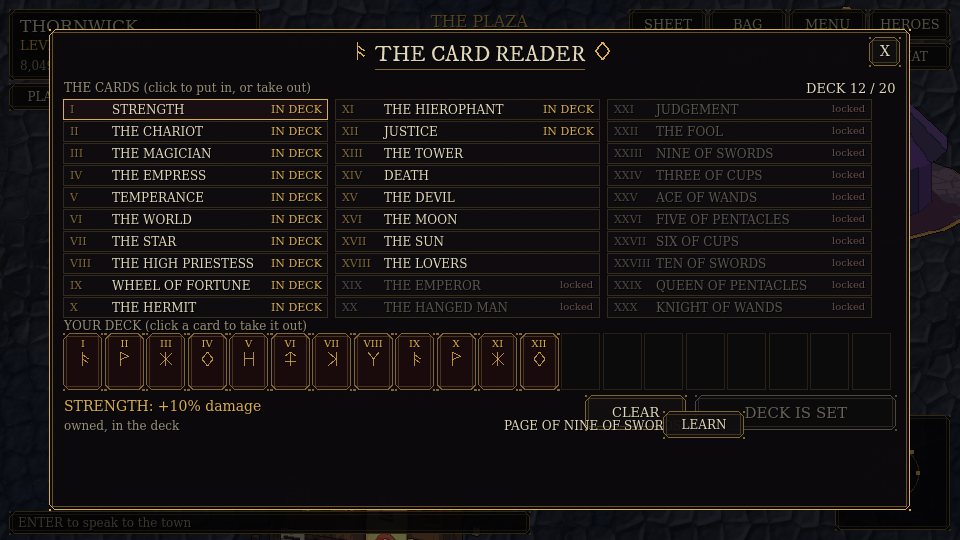 THORNWICK
THE PLAZA
SHEET
BAG
MENU
HEROES
LEV
8,049
THE CARD READER
X
THE CARDS (click to put in, or take out)
DECK 12 / 20
I STRENGTH IN DECK
II THE CHARIOT IN DECK
III THE MAGICIAN IN DECK
IV THE EMPRESS IN DECK
V TEMPERANCE IN DECK
VI THE WORLD IN DECK
VII THE STAR IN DECK
VIII THE HIGH PRIESTESS IN DECK
IX WHEEL OF FORTUNE IN DECK
X THE HERMIT IN DECK
XI THE HIEROPHANT IN DECK
XII JUSTICE IN DECK
XIII THE TOWER
XIV DEATH
XV THE DEVIL
XVI THE MOON
XVII THE SUN
XVIII THE LOVERS
XIX THE EMPEROR locked
XX THE HANGED MAN locked
XXI JUDGEMENT locked
XXII THE FOOL locked
XXIII NINE OF SWORDS locked
XXIV THREE OF CUPS locked
XXV ACE OF WANDS locked
XXVI FIVE OF PENTACLES locked
XXVII SIX OF CUPS locked
XXVIII TEN OF SWORDS locked
XXIX QUEEN OF PENTACLES locked
XXX KNIGHT OF WANDS locked
YOUR DECK (click a card to take it out)
I II III IV V VI VII VIII IX X XI XII
STRENGTH: +10% damage
owned, in the deck
CLEAR
DECK IS SET
PAGE OF NINE OF SWOR
LEARN
ENTER to speak to the town